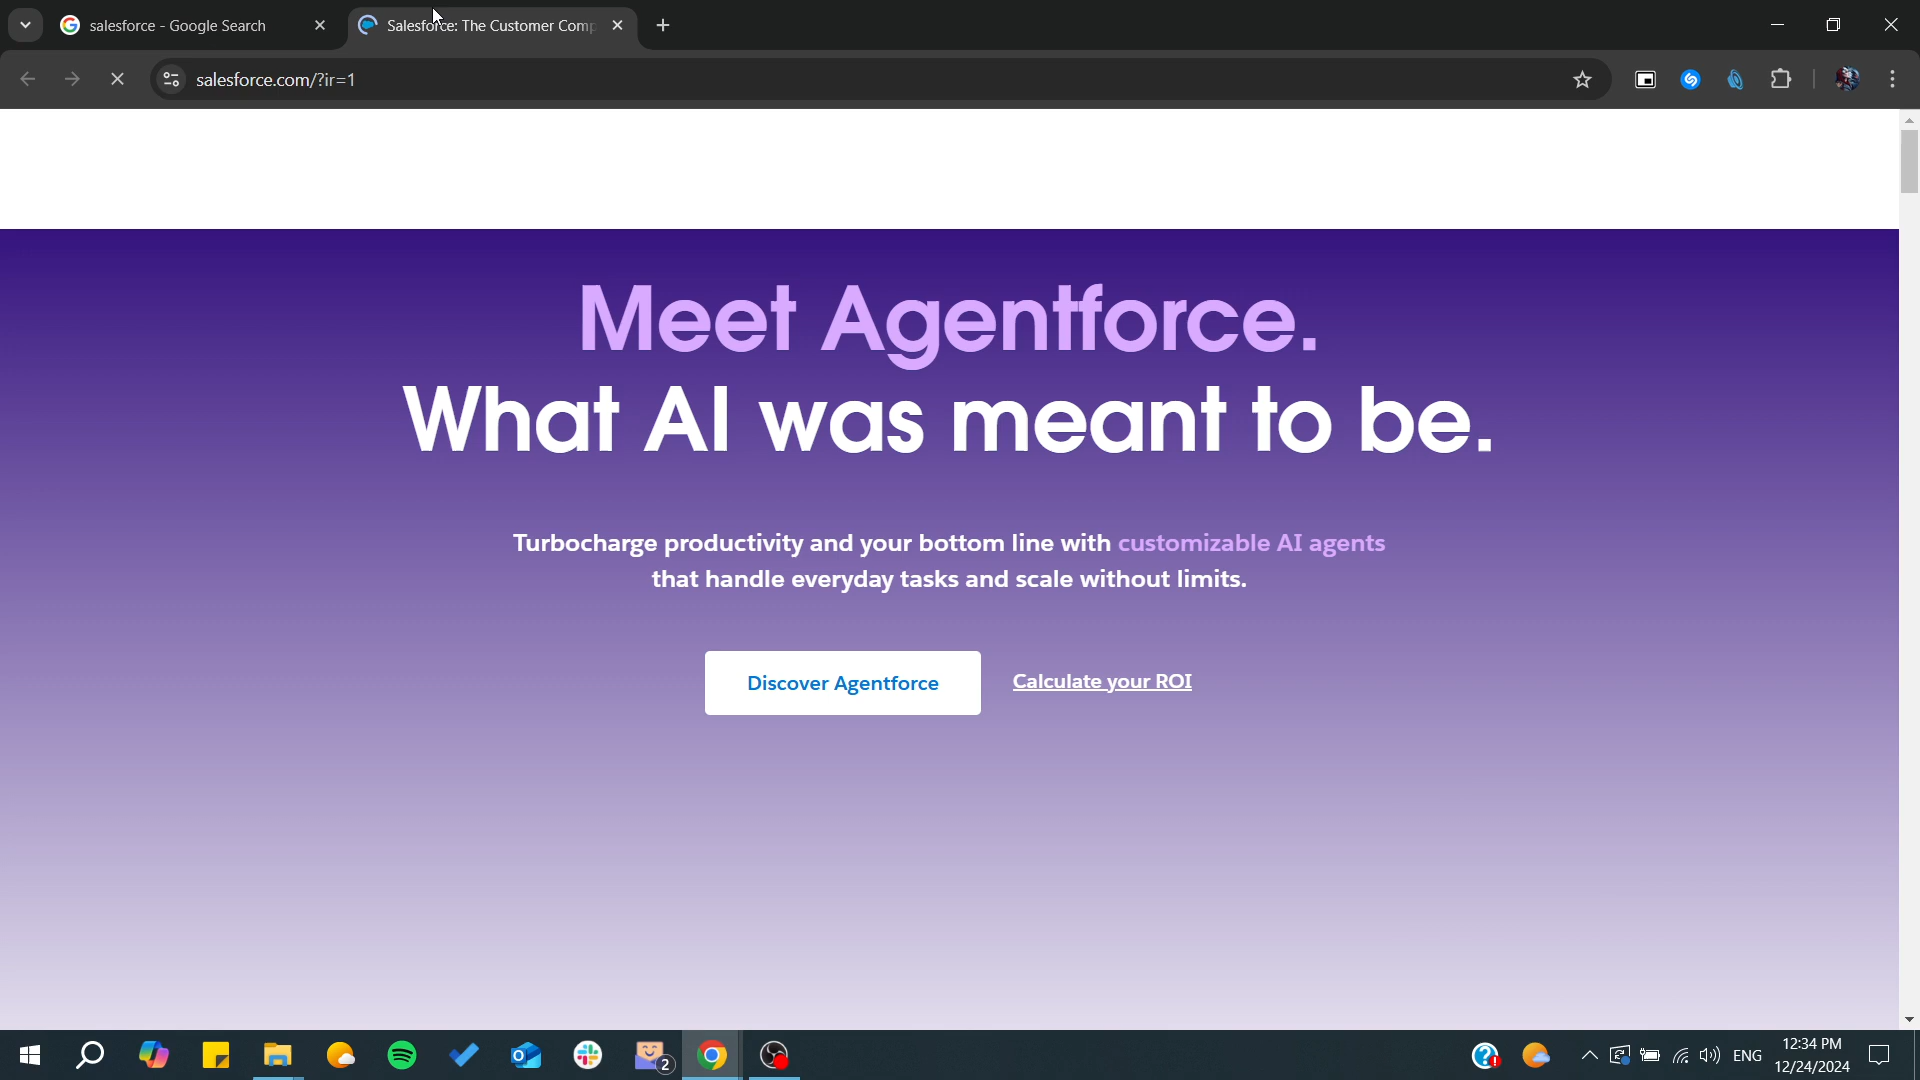 salesforce - Google Search
Salesforce: The Customer Comp
salesforce.com/?ir=1
Meet Agentforce.
What AI was meant to be.
Turbocharge productivity and your bottom line with customizable AI agents
that handle everyday tasks and scale without limits.
Discover Agentforce
Calculate your ROI
2
ENG
12:34 PM
12/24/2024